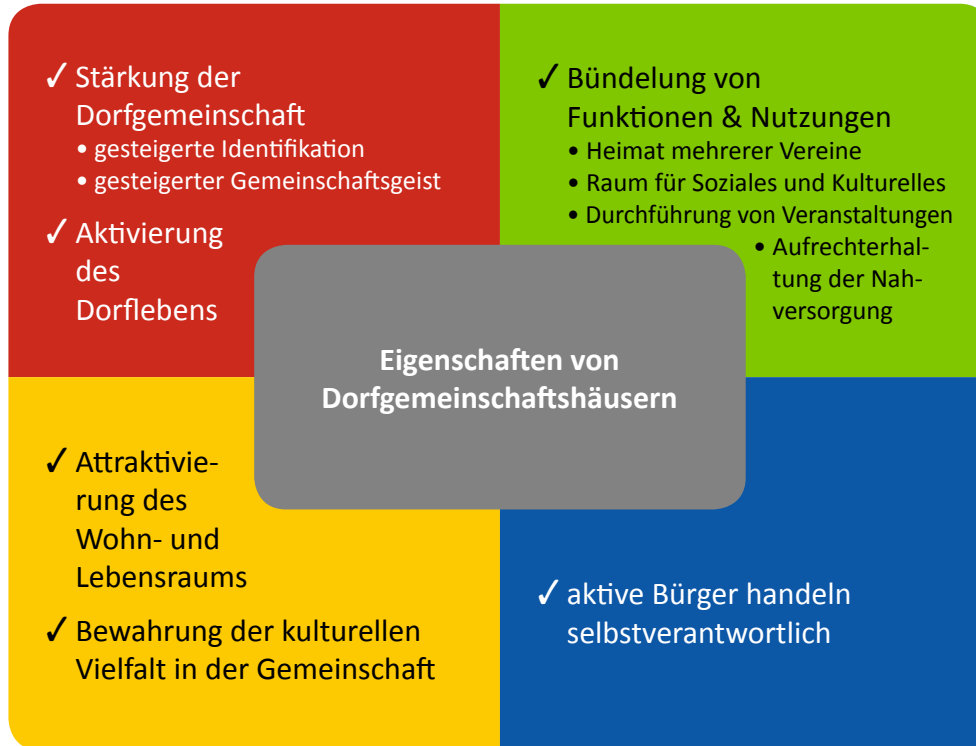 ✓ Stärkung der
Dorfgemeinschaft
• gesteigerte Identifikation
• gesteigerter Gemeinschaftsgeist
✓ Aktivierung
des
Dorflebens
✓ Bündelung von
Funktionen & Nutzungen
• Heimat mehrerer Vereine
• Raum für Soziales und Kulturelles
• Durchführung von Veranstaltungen
• Aufrechterhal-
tung der Nah-
versorgung
Eigenschaften von
Dorfgemeinschaftshäusern
✓ Attraktivie-
rung des
Wohn- und
Lebensraums
✓ Bewahrung der kulturellen
Vielfalt in der Gemeinschaft
✓ aktive Bürger handeln
selbstverantwortlich